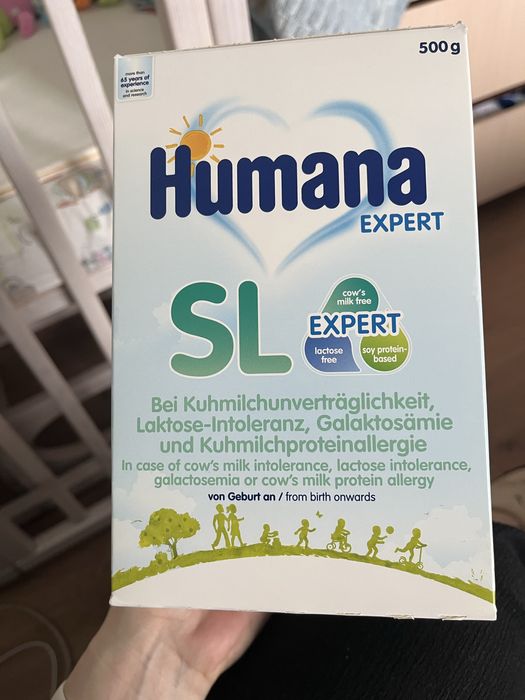 500 g
more than
65 years of
experience
in science
and research
Humana
EXPERT
SL
cow's
milk free
EXPERT
lactose
free
soy protein-
based
Bei Kuhmilchunverträglichkeit,
Laktose-Intoleranz, Galaktosämie
und Kuhmilchproteinallergie
In case of cow's milk intolerance, lactose intolerance,
galactosemia or cow's milk protein allergy
von Geburt an / from birth onwards